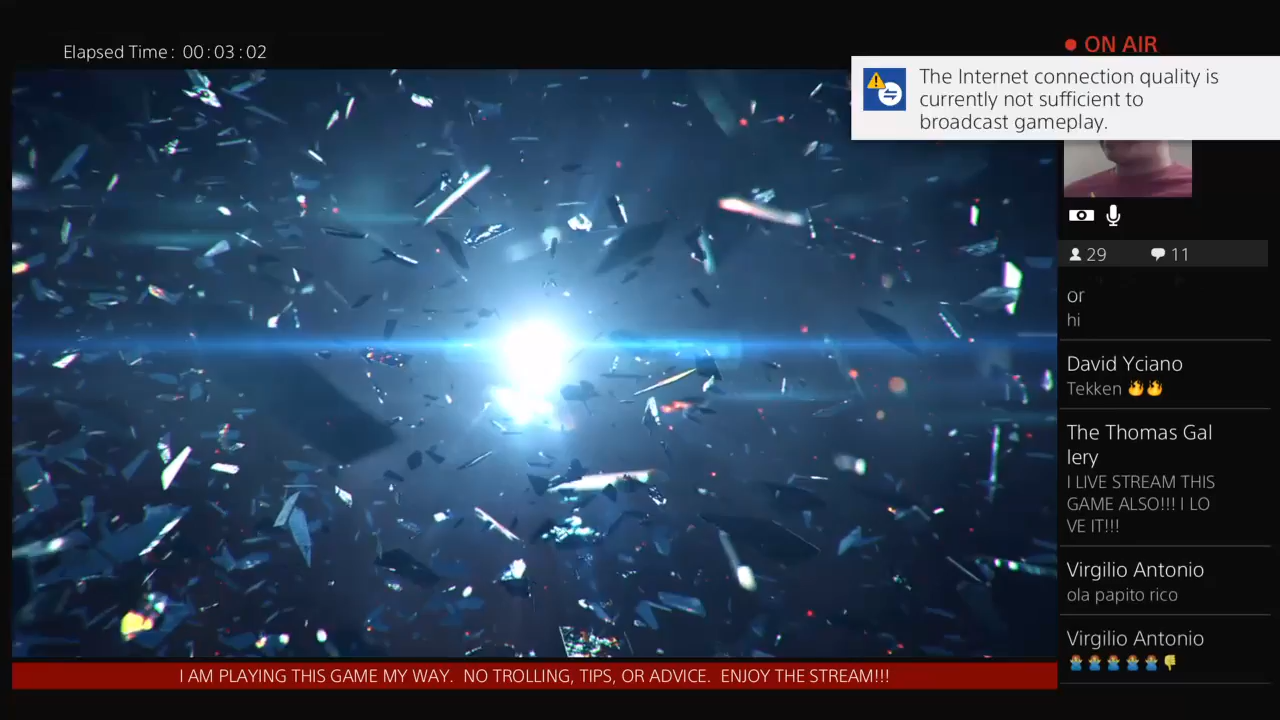 Elapsed Time: 00:03:02
ON AIR
The Internet connection quality is
currently not sufficient to
broadcast gameplay.
29
11
or
hi
David Yciano
Tekken 🔥🔥
The Thomas Gal
lery
I LIVE STREAM THIS
GAME ALSO!!! I LO
VE IT!!!
Virgilio Antonio
ola papito rico
Virgilio Antonio
I AM PLAYING THIS GAME MY WAY. NO TROLLING, TIPS, OR ADVICE. ENJOY THE STREAM!!!